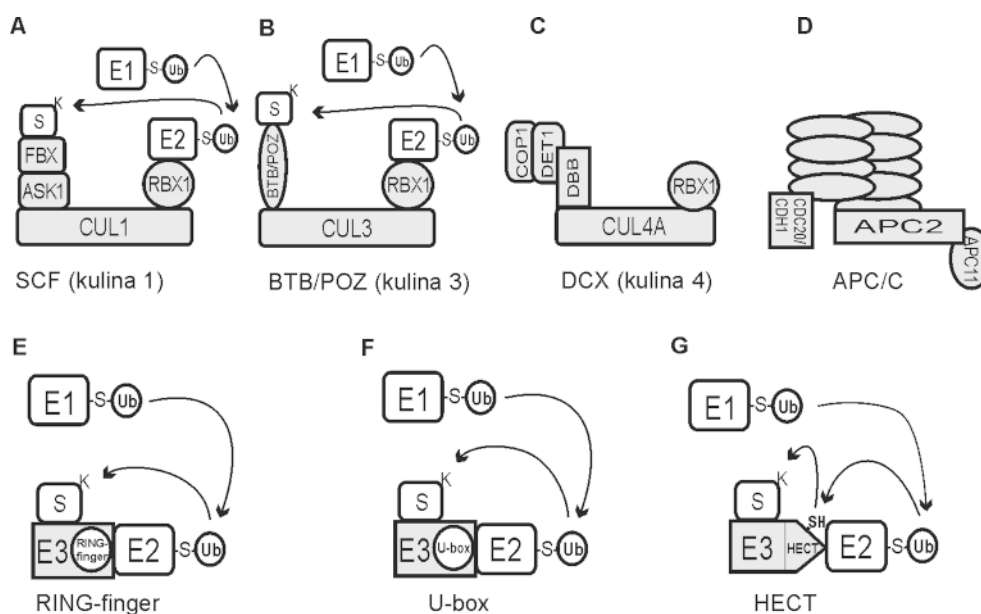 A
E1
S
Ub
K
S
FBX
ASK1
E2
S
Ub
RBX1
CUL1
SCF (kulina 1)
B
E1
S
Ub
K
S
BTB/POZ
E2
S
Ub
RBX1
CUL3
BTB/POZ (kulina 3)
C
COP1
DET1
DBB
RBX1
CUL4A
DCX (kulina 4)
D
CDC20/
CDH1
APC2
APC11
APC/C
E
E1
S
Ub
K
S
E3
RING-
finger
E2
S
Ub
RING-finger
F
E1
S
Ub
K
S
E3
U-box
E2
S
Ub
U-box
G
E1
S
Ub
K
S
SH
E3
HECT
E2
S
Ub
HECT